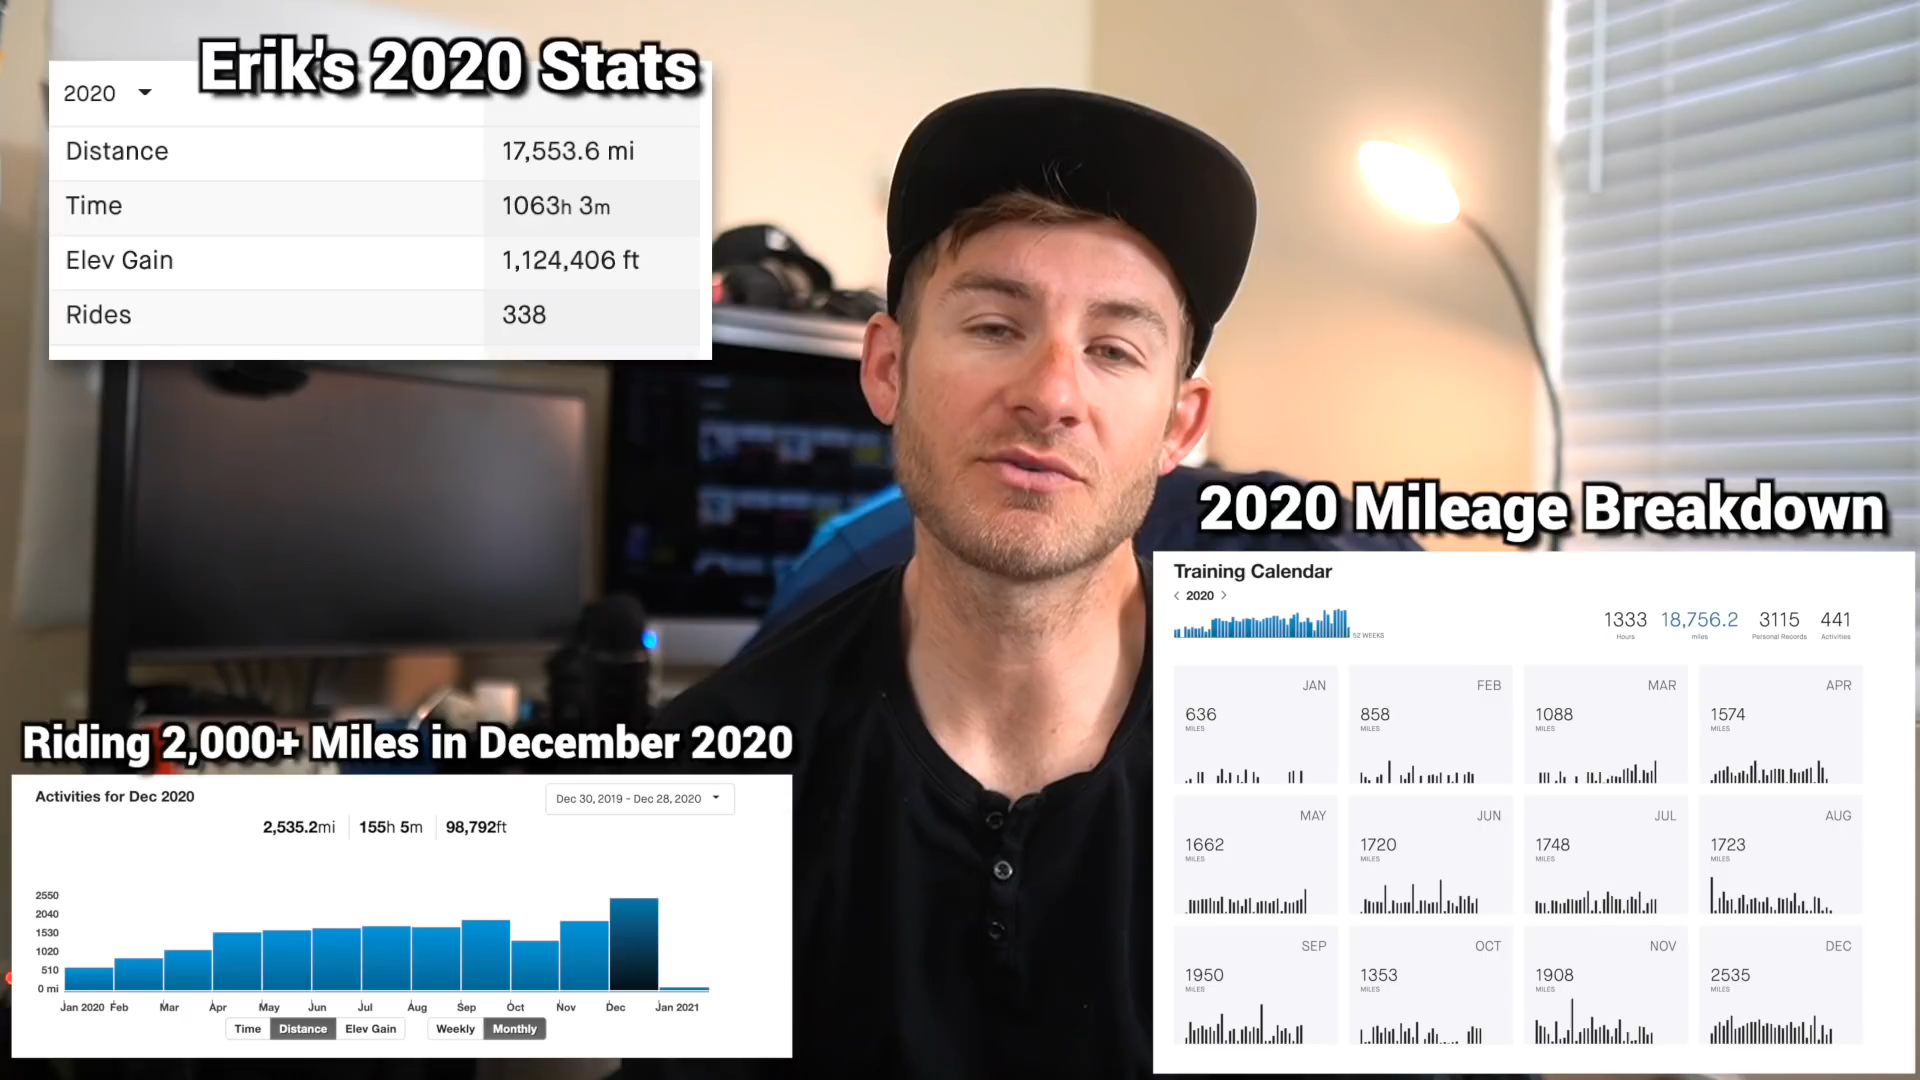 Erik's 2020 Stats
2020
Distance 17,553.6 mi
Time 1063h 3m
Elev Gain 1,124,406 ft
Rides 338
Riding 2,000+ Miles in December 2020
Activities for Dec 2020
Dec 30, 2019 - Dec 28, 2020
2,535.2mi 155h 5m 98,792ft
2550
2040
1530
1020
510
0 mi
Jan 2020 Feb Mar Apr May Jun Jul Aug Sep Oct Nov Dec Jan 2021
Time Distance Elev Gain Weekly Monthly
2020 Mileage Breakdown
Training Calendar
< 2020 >
52 WEEKS
1333 18,756.2 3115 441
Hours miles Personal Records Activities
JAN FEB MAR APR
636 858 1088 1574
MILES MILES MILES MILES
MAY JUN JUL AUG
1662 1720 1748 1723
MILES MILES MILES MILES
SEP OCT NOV DEC
1950 1353 1908 2535
MILES MILES MILES MILES